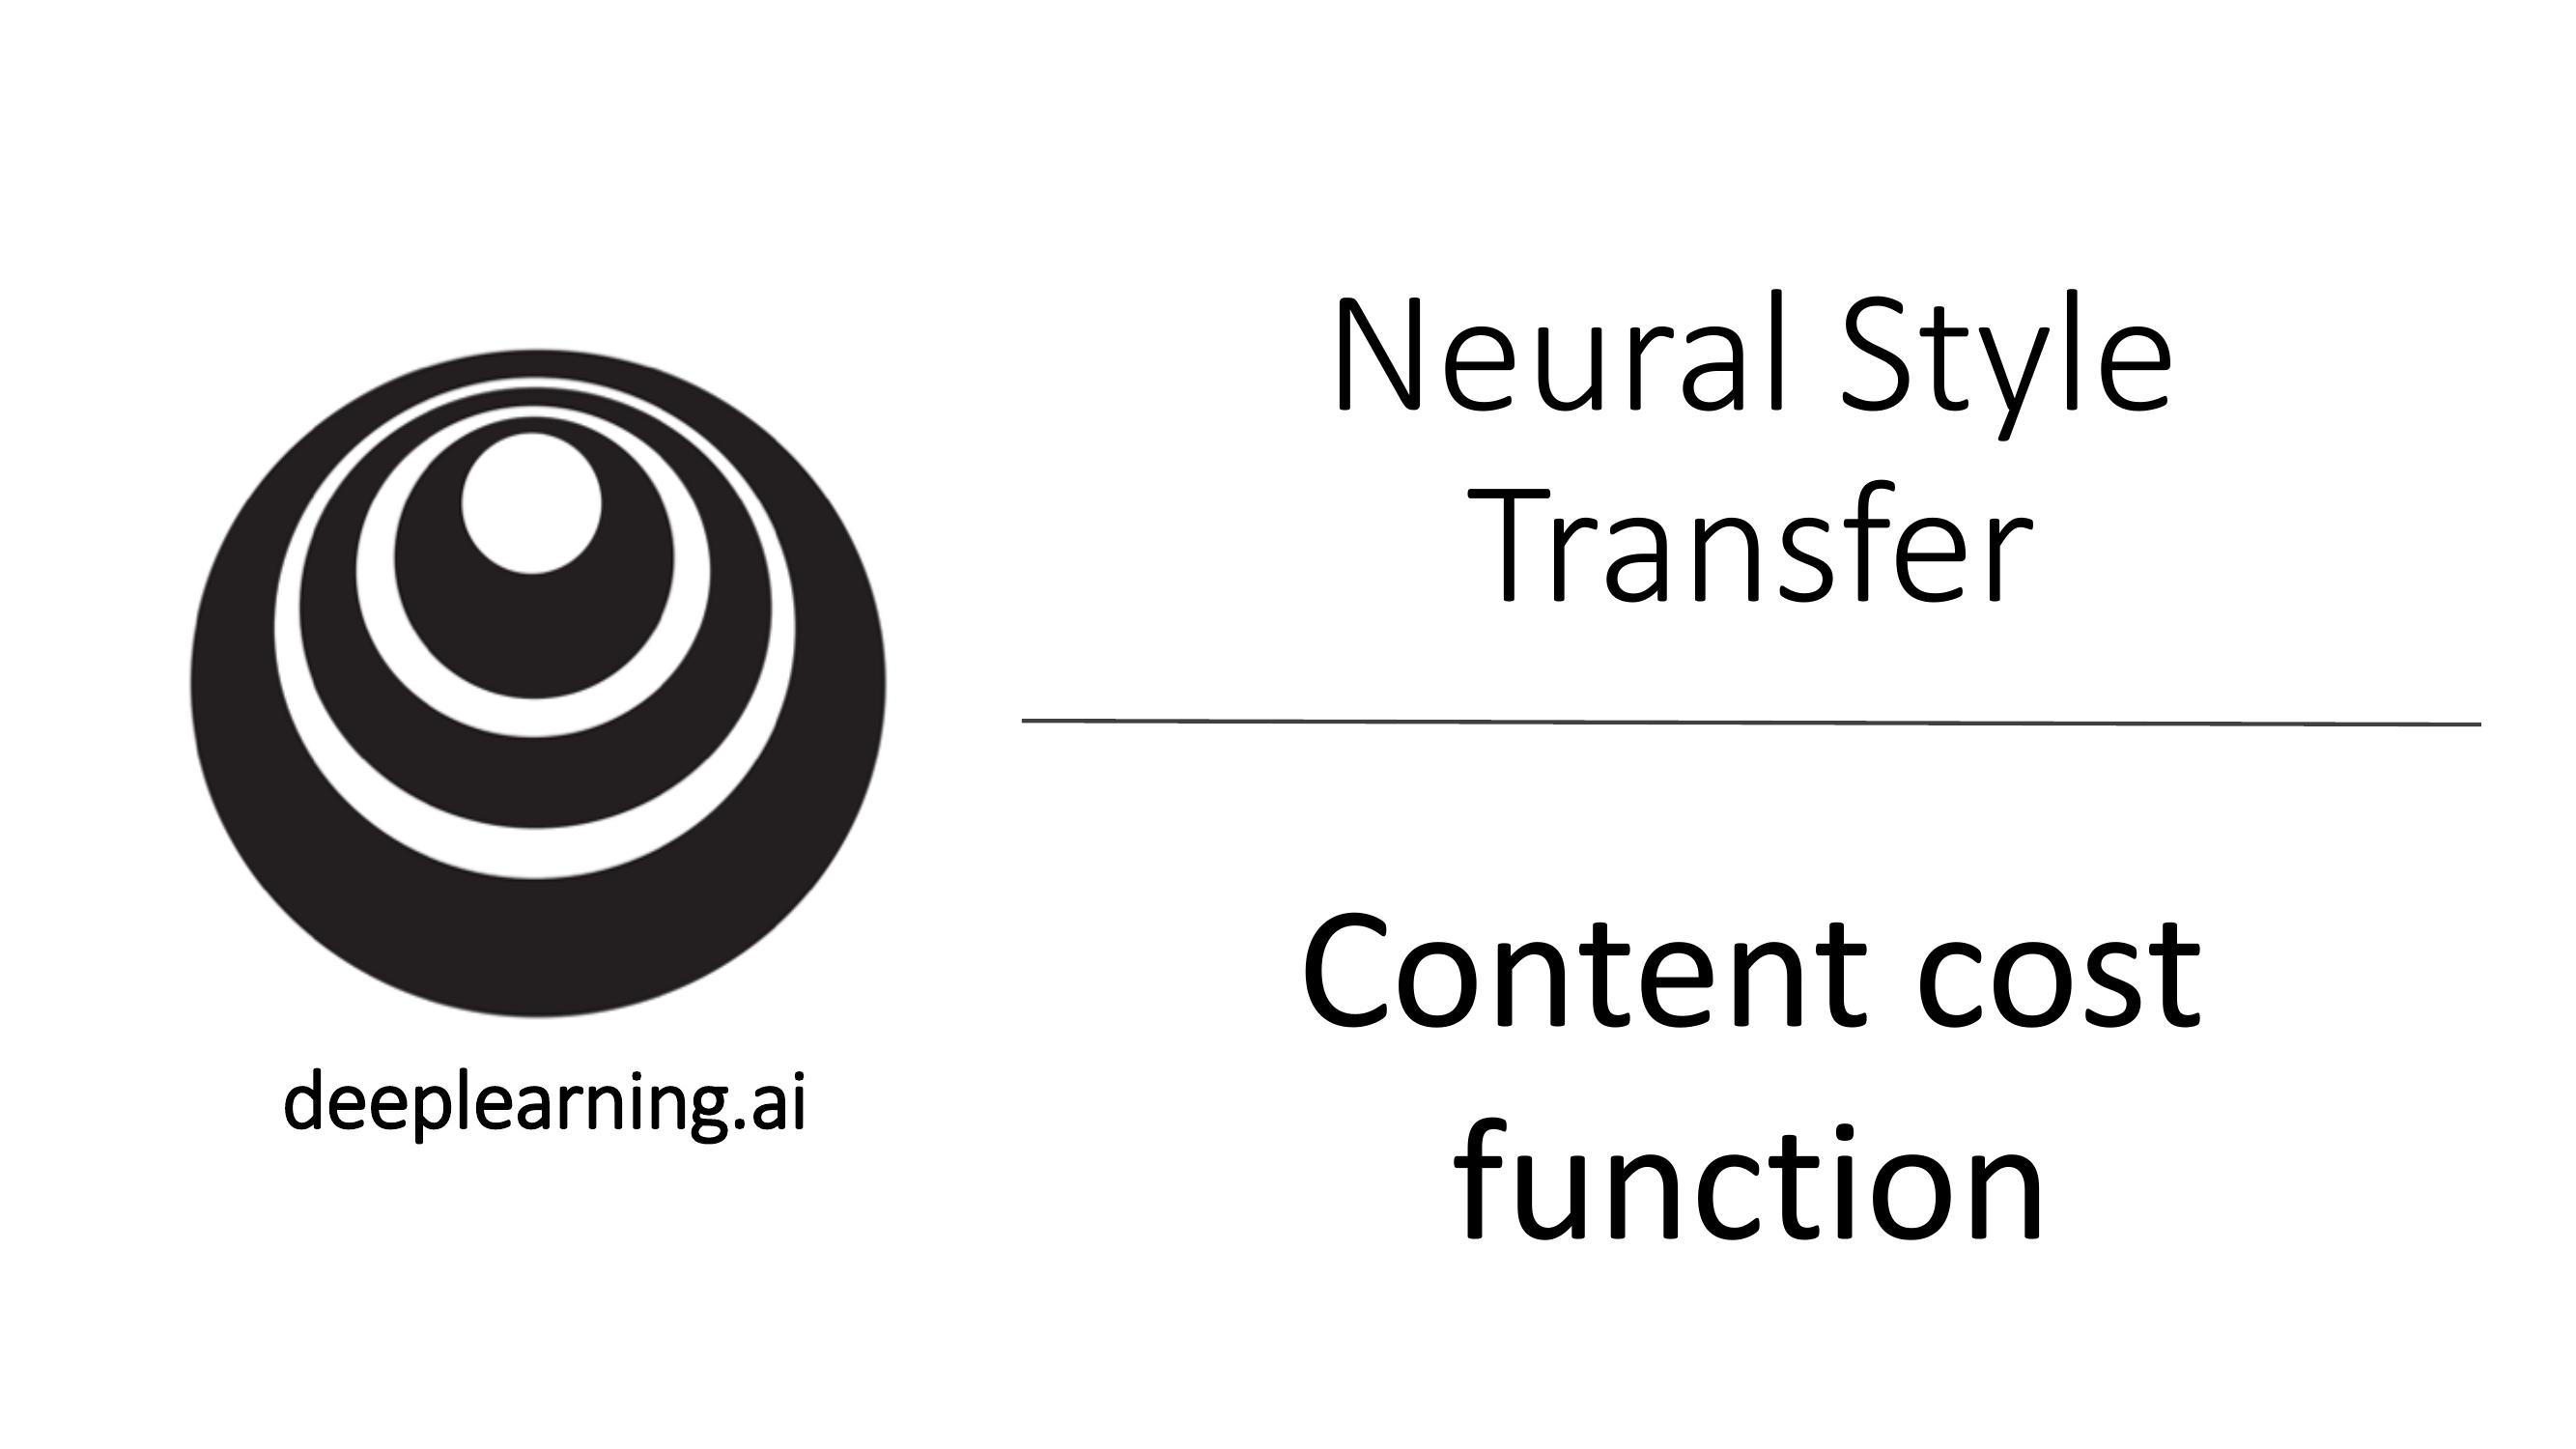 Neural Style
Transfer
Content cost
function
deeplearning.ai